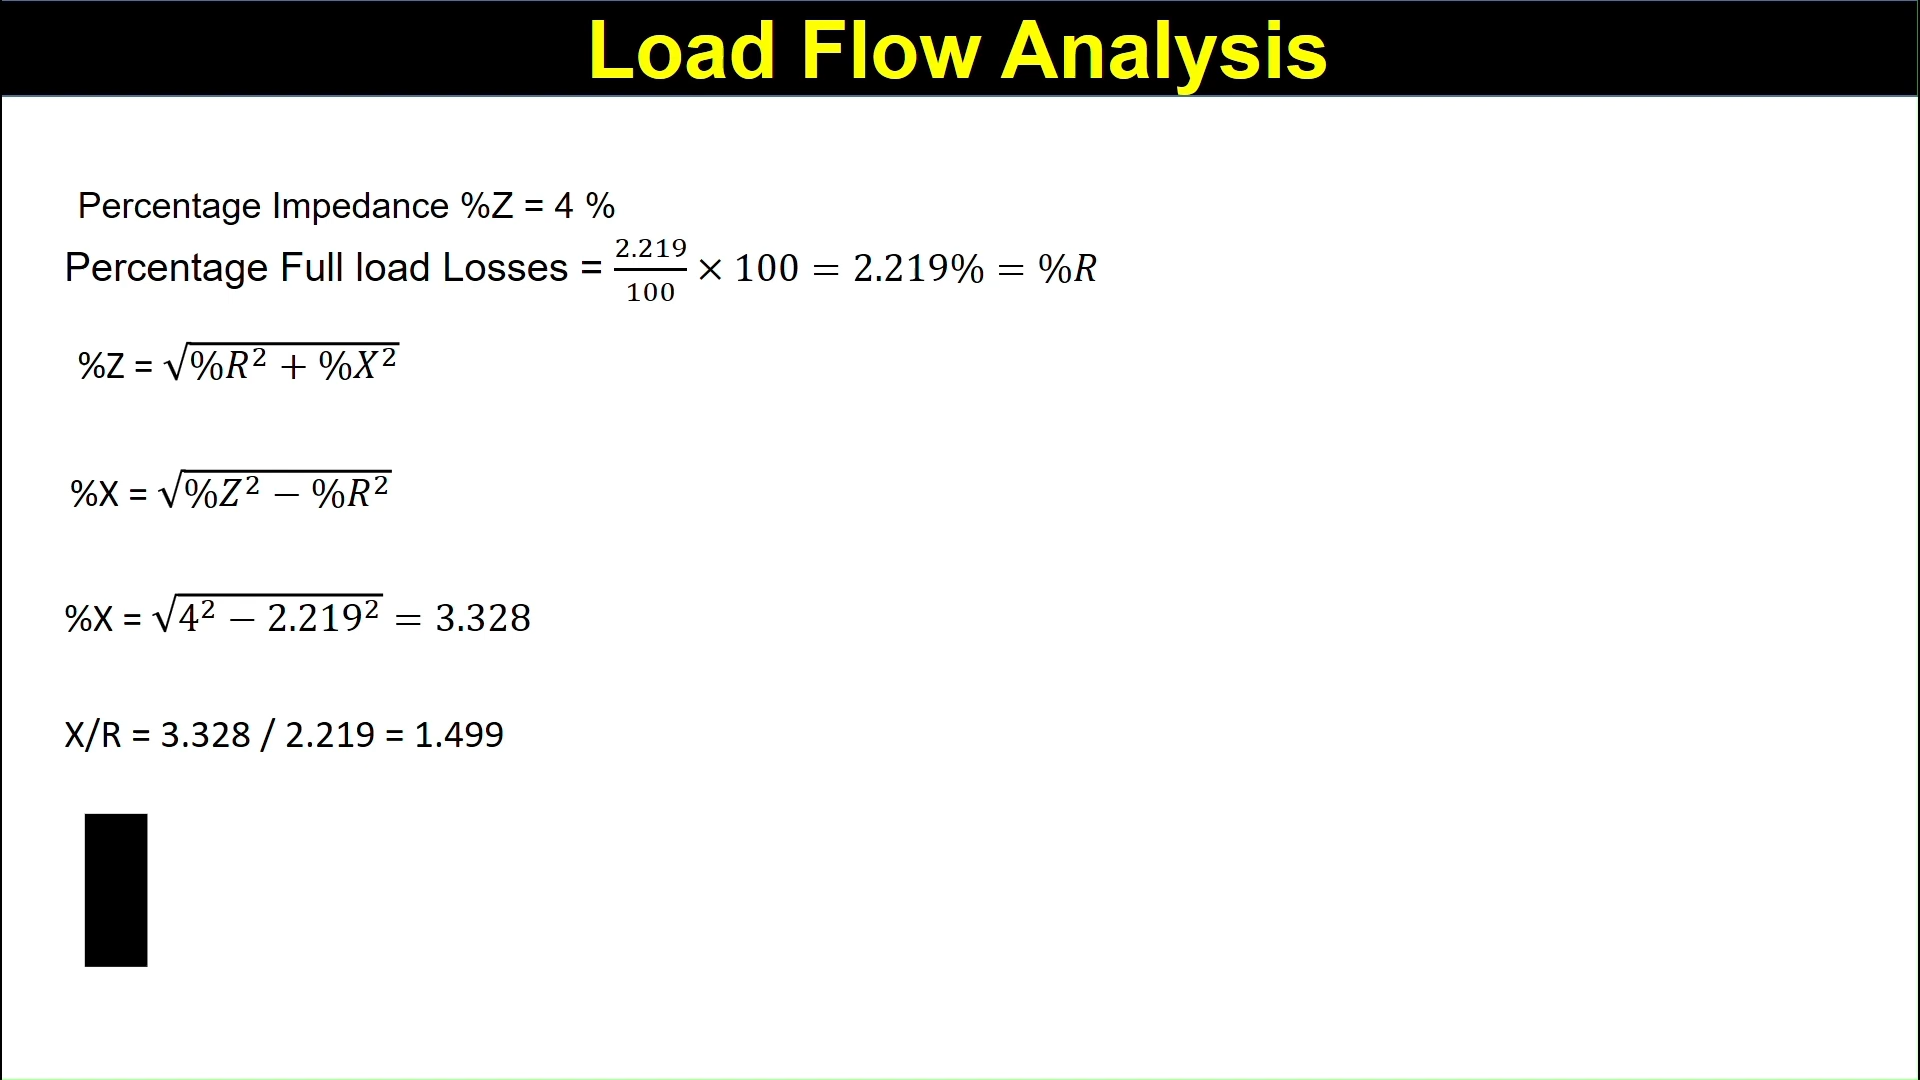 Load Flow Analysis
Percentage Impedance %Z = 4 %
Percentage Full load Losses = \frac{2.219}{100} × 100 = 2.219% = %R
%Z = √(%R² + %X²)
%X = √(%Z² − %R²)
%X = √(4² − 2.219²) = 3.328
X/R = 3.328 / 2.219 = 1.499